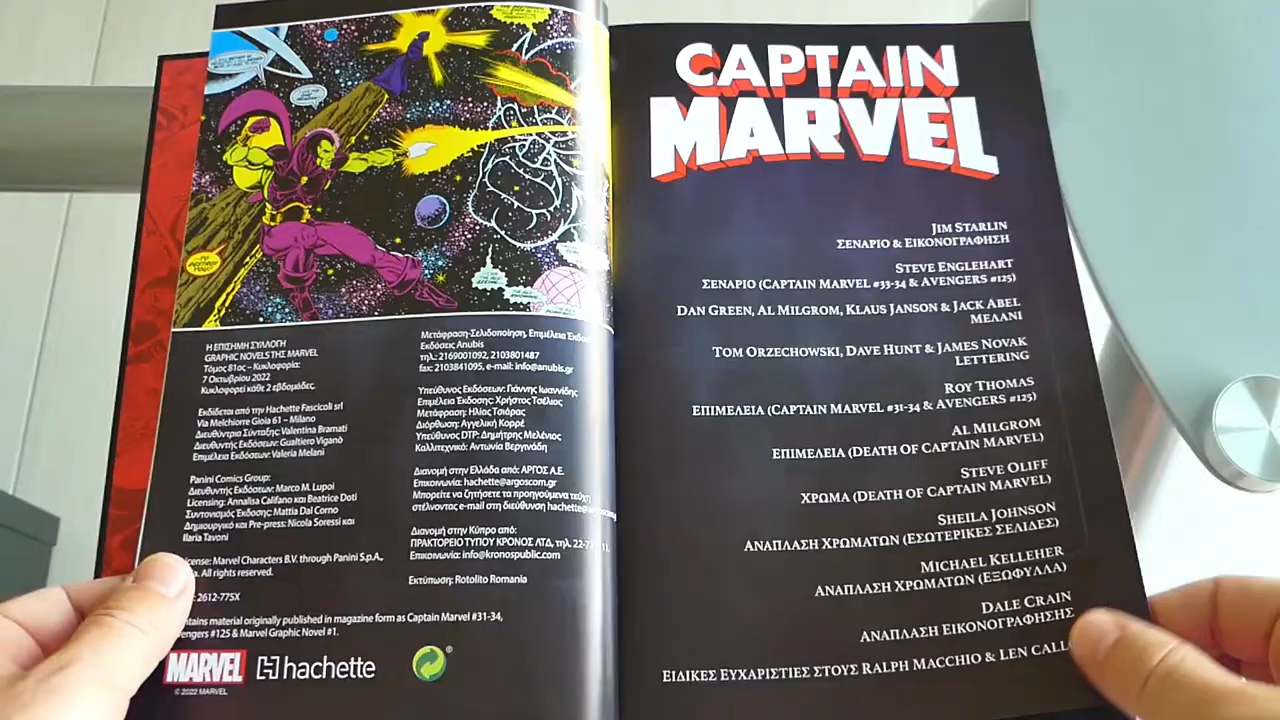 Η ΕΠΙΣΗΜΗ ΣΥΛΛΟΓΗ
GRAPHIC NOVELS ΤΗΣ MARVEL
Τόμος 81ος – Κυκλοφορία:
7 Οκτωβρίου 2022
Κυκλοφορεί κάθε 2 εβδομάδες.
Εκδίδεται από την Hachette Fascicoli srl
Via Melchiorre Gioia 61 – Milano
Διευθύντρια Σύνταξης: Valentina Bramati
Διευθυντής Εκδόσεων: Gualtiero Viganò
Επιμέλεια Εκδόσεων: Valeria Melani
Panini Comics Group:
Διευθυντής Εκδόσεων: Marco M. Lupoi
Licensing: Annalisa Califano και Beatrice Doti
Συντονισμός Έκδοσης: Mattia Dal Corno
Δημιουργικό και Pre-press: Nicola Soressi και
Ilaria Tavoni
License: Marvel Characters B.V. through Panini S.p.A.,
All rights reserved.
2612-775X
material originally published in magazine form as Captain Marvel #31-34,
#125 & Marvel Graphic Novel #1.
MARVEL
hachette
®
© 2022 MARVEL
Μετάφραση-Σελιδοποίηση, Επιμέλεια
Εκδόσεις Anubis
τηλ: 2169001092, 2103801487
fax: 2103841095, e-mail: info@anubis.gr
Υπεύθυνος Εκδόσεων: Γιάννης Ιωαννίδης
Επιμέλεια Έκδοσης: Χρήστος Τσέλιος
Μετάφραση: Ηλίας Τσιάρας
Διόρθωση: Αγγελική Κορρέ
Υπεύθυνος DTP: Δημήτρης Μελένιος
Καλλιτεχνικό: Αντωνία Βεργινάδη
Διανομή στην Ελλάδα από: ΑΡΓΟΣ Α.Ε.
Επικοινωνία: hachette@argoscom.gr
Μπορείτε να ζητήσετε τα προηγούμενα τεύχη
στέλνοντας e-mail στη διεύθυνση
Διανομή στην Κύπρο από:
ΠΡΑΚΤΟΡΕΙΟ ΤΥΠΟΥ ΚΡΟΝΟΣ ΛΤΔ, τηλ.
Επικοινωνία: info@kronospublic.com
Εκτύπωση: Rotolito Romania
CAPTAIN
MARVEL
JIM STARLIN
ΣΕΝΑΡΙΟ & ΕΙΚΟΝΟΓΡΑΦΗΣΗ
STEVE ENGLEHART
ΣΕΝΑΡΙΟ (CAPTAIN MARVEL #33-34 & AVENGERS #125)
DAN GREEN, AL MILGROM, KLAUS JANSON & JACK ABEL
ΜΕΛΑΝΙ
TOM ORZECHOWSKI, DAVE HUNT & JAMES NOVAK
LETTERING
ROY THOMAS
ΕΠΙΜΕΛΕΙΑ (CAPTAIN MARVEL #31-34 & AVENGERS #125)
AL MILGROM
ΕΠΙΜΕΛΕΙΑ (DEATH OF CAPTAIN MARVEL)
STEVE OLIFF
ΧΡΩΜΑ (DEATH OF CAPTAIN MARVEL)
SHEILA JOHNSON
ΑΝΑΠΛΑΣΗ ΧΡΩΜΑΤΩΝ (ΕΣΩΤΕΡΙΚΕΣ ΣΕΛΙΔΕΣ)
MICHAEL KELLEHER
ΑΝΑΠΛΑΣΗ ΧΡΩΜΑΤΩΝ (ΕΞΩΦΥΛΛΑ)
DALE CRAIN
ΑΝΑΠΛΑΣΗ ΕΙΚΟΝΟΓΡΑΦΗΣΗΣ
ΕΙΔΙΚΕΣ ΕΥΧΑΡΙΣΤΙΕΣ ΣΤΟΥΣ RALPH MACCHIO & LEN